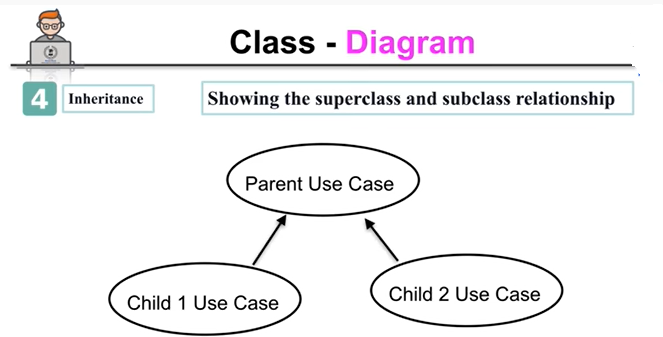 Class - Diagram
4
Inheritance
Showing the superclass and subclass relationship
Parent Use Case
Child 1 Use Case
Child 2 Use Case